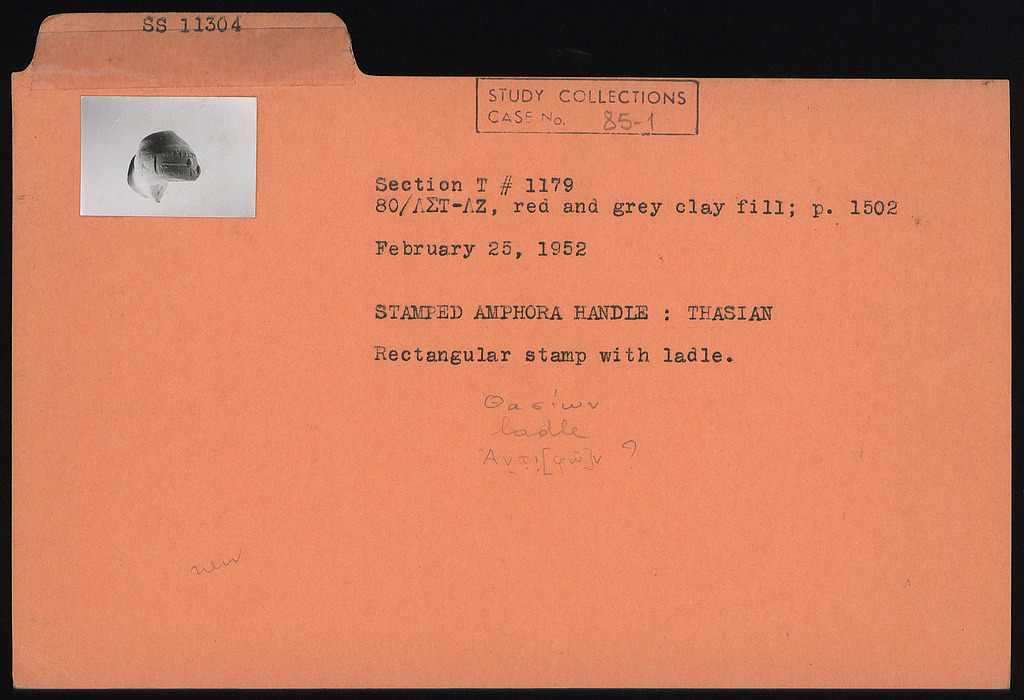 SS 11304
STUDY COLLECTIONS
CASE No. 85-1
Section T # 1179
80/ΛΣΤ-ΛΖ, red and grey clay fill; p. 1502
February 25, 1952
STAMPED AMPHORA HANDLE : THASIAN
Rectangular stamp with ladle.
Θασίων
ladle
Ἀντι[φῶ]ν ?
new